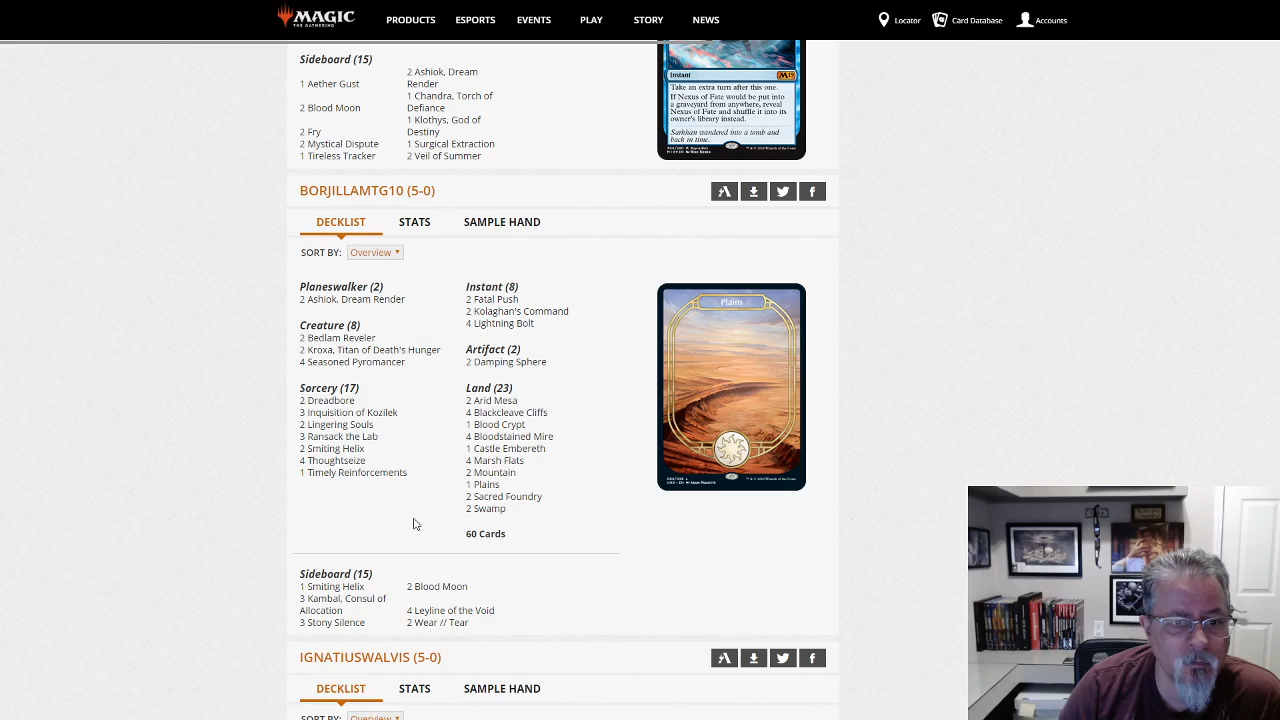 MAGIC
THE GATHERING
PRODUCTS
ESPORTS
EVENTS
PLAY
STORY
NEWS
Locator
Card Database
Accounts
Sideboard (15)
1 Aether Gust
2 Blood Moon
2 Fry
2 Mystical Dispute
1 Tireless Tracker
2 Ashiok, Dream
Render
1 Chandra, Torch of
Defiance
1 Klothys, God of
Destiny
1 Surgical Extraction
2 Veil of Summer
Instant
M19
Take an extra turn after this one.
If Nexus of Fate would be put into
a graveyard from anywhere, reveal
Nexus of Fate and shuffle it into its
owner's library instead.
Sarkhan wandered into a tomb and
back in time.
BORJILLAMTG10 (5-0)
DECKLIST
STATS
SAMPLE HAND
SORT BY:
Overview
Planeswalker (2)
2 Ashiok, Dream Render
Creature (8)
2 Bedlam Reveler
2 Kroxa, Titan of Death's Hunger
4 Seasoned Pyromancer
Sorcery (17)
2 Dreadbore
3 Inquisition of Kozilek
2 Lingering Souls
3 Ransack the Lab
2 Smiting Helix
4 Thoughtseize
1 Timely Reinforcements
Instant (8)
2 Fatal Push
2 Kolaghan's Command
4 Lightning Bolt
Artifact (2)
2 Damping Sphere
Land (23)
2 Arid Mesa
4 Blackcleave Cliffs
1 Blood Crypt
4 Bloodstained Mire
1 Castle Embereth
4 Marsh Flats
2 Mountain
1 Plains
2 Sacred Foundry
2 Swamp
60 Cards
Plains
Sideboard (15)
1 Smiting Helix
3 Kambal, Consul of
Allocation
3 Stony Silence
2 Blood Moon
4 Leyline of the Void
2 Wear // Tear
IGNATIUSWALVIS (5-0)
DECKLIST
STATS
SAMPLE HAND
SORT BY:
Overview